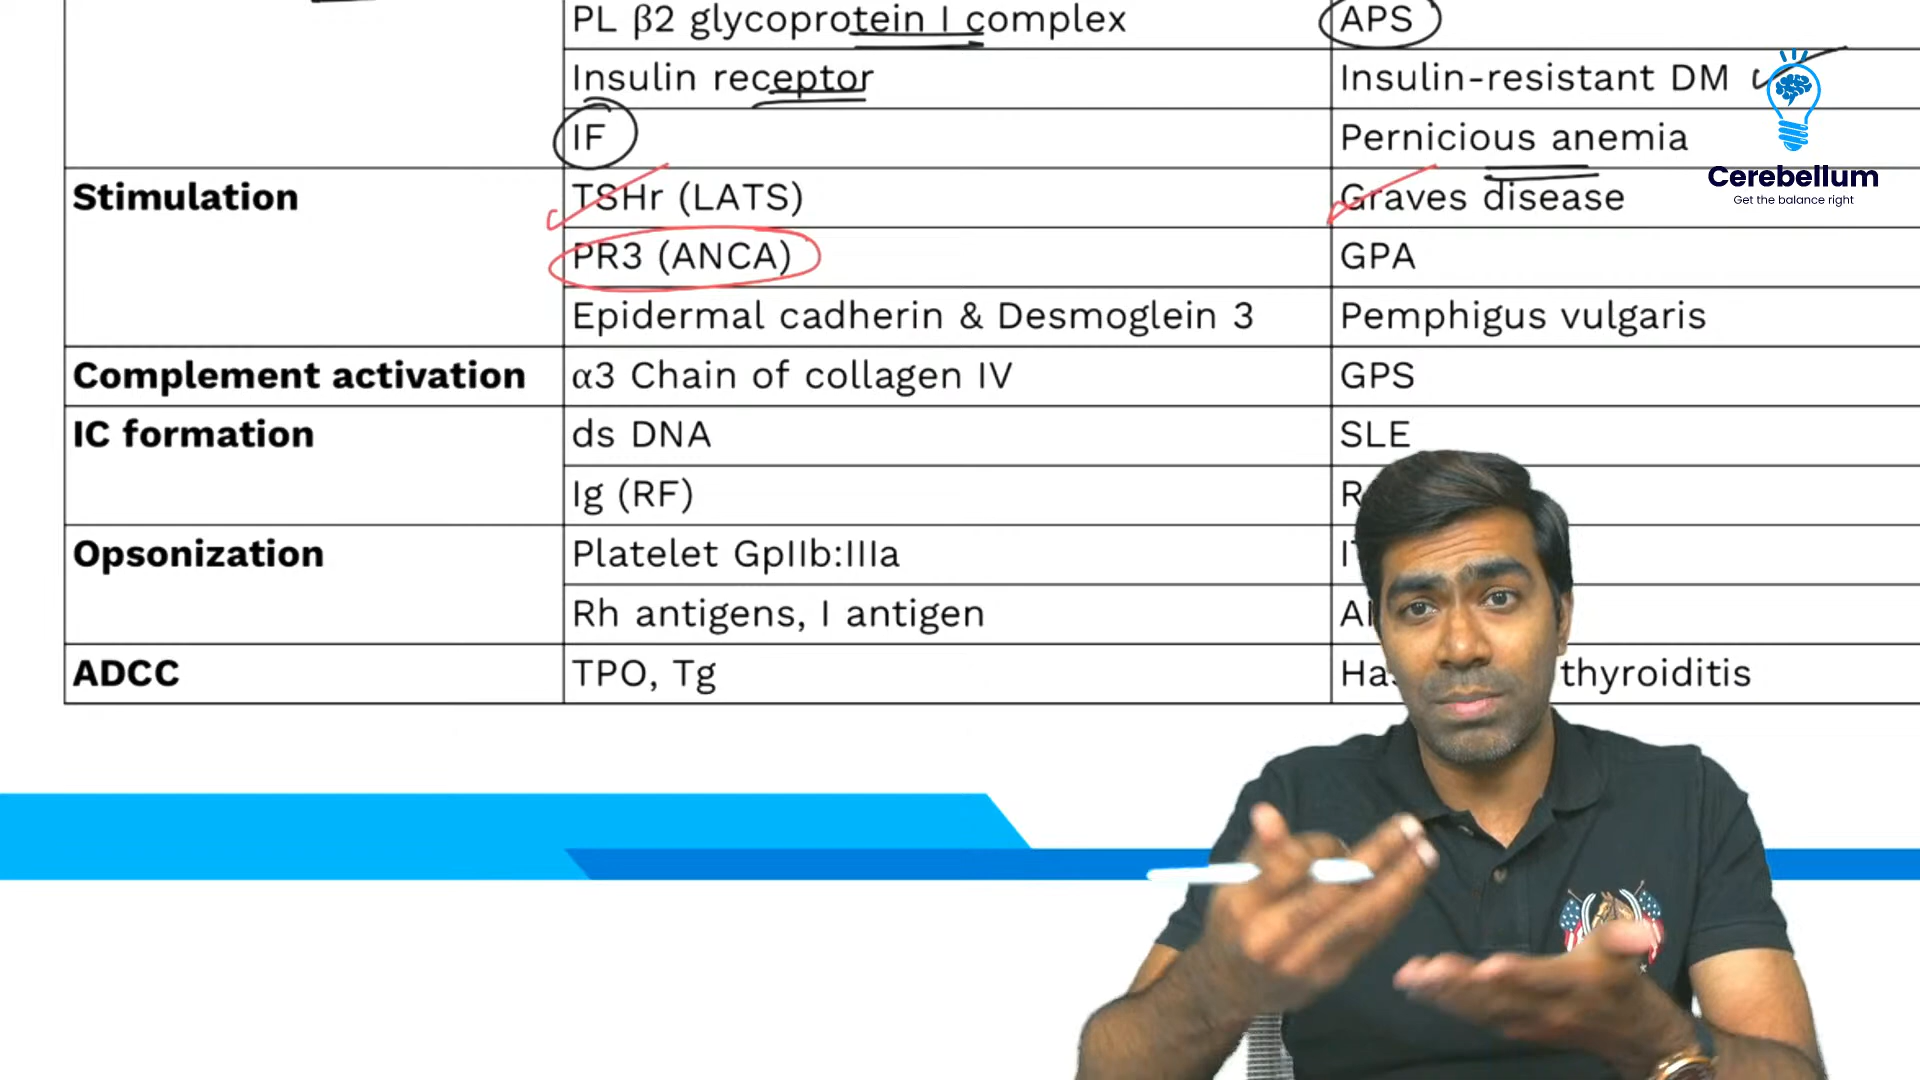 PL β2 glycoprotein I complex APS
Insulin receptor Insulin-resistant DM
IF Pernicious anemia
Cerebellum
Get the balance right
Stimulation TSHr (LATS) Graves disease
PR3 (ANCA) GPA
Epidermal cadherin & Desmoglein 3 Pemphigus vulgaris
Complement activation α3 Chain of collagen IV GPS
IC formation ds DNA SLE
Ig (RF)
Opsonization Platelet GpIIb:IIIa
Rh antigens, I antigen
ADCC TPO, Tg thyroiditis